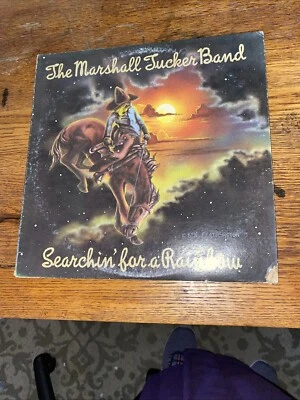 The Marshall Tucker Band
Searchin' for a Rainbow